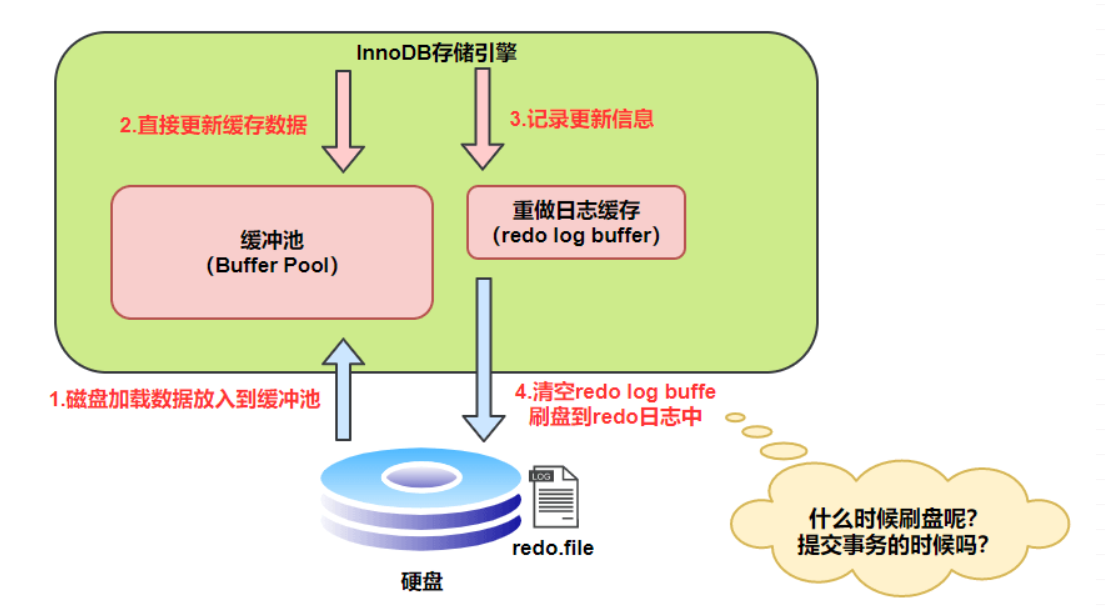 InnoDB存储引擎
2.直接更新缓存数据
3.记录更新信息
缓冲池
（Buffer Pool）
重做日志缓存
（redo log buffer）
1.磁盘加载数据放入到缓冲池
4.清空redo log buffe
刷盘到redo日志中
LOG
redo.file
硬盘
什么时候刷盘呢？
提交事务的时候吗？